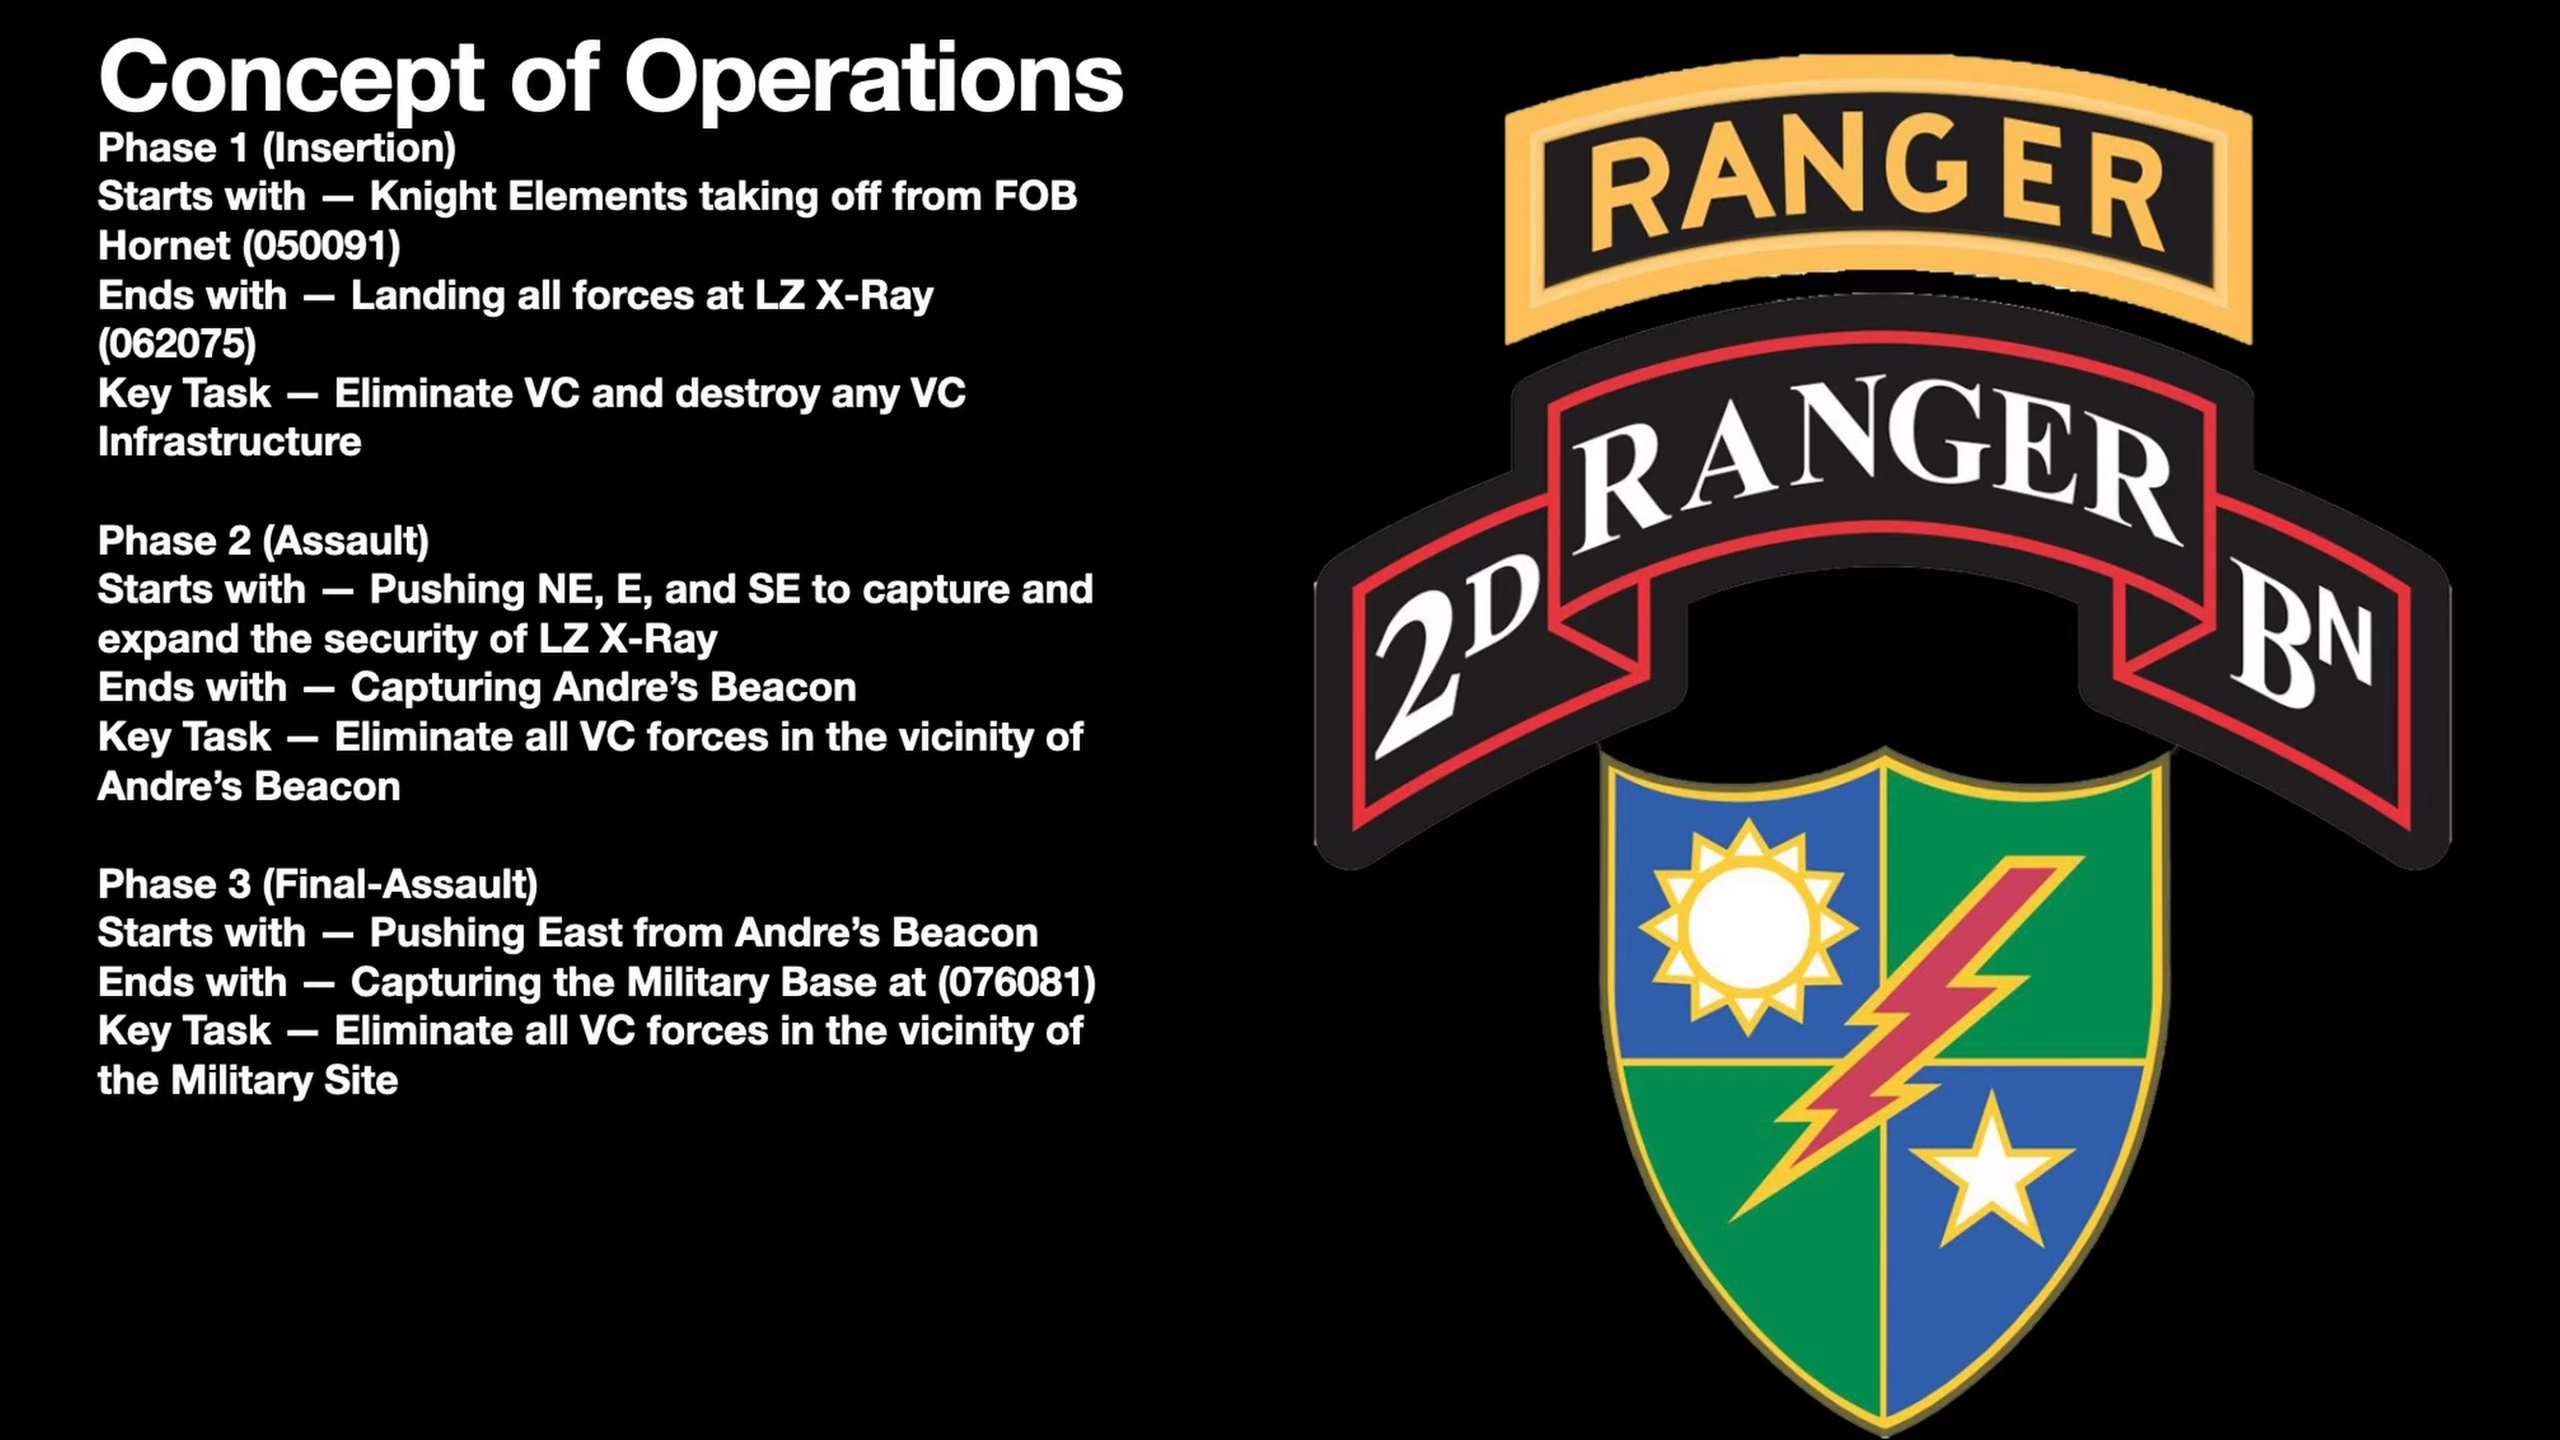 Concept of Operations
Phase 1 (Insertion)
Starts with — Knight Elements taking off from FOB
Hornet (050091)
Ends with — Landing all forces at LZ X-Ray
(062075)
Key Task — Eliminate VC and destroy any VC
Infrastructure
Phase 2 (Assault)
Starts with — Pushing NE, E, and SE to capture and
expand the security of LZ X-Ray
Ends with — Capturing Andre’s Beacon
Key Task — Eliminate all VC forces in the vicinity of
Andre’s Beacon
Phase 3 (Final-Assault)
Starts with — Pushing East from Andre’s Beacon
Ends with — Capturing the Military Base at (076081)
Key Task — Eliminate all VC forces in the vicinity of
the Military Site
RANGER
2D RANGER BN